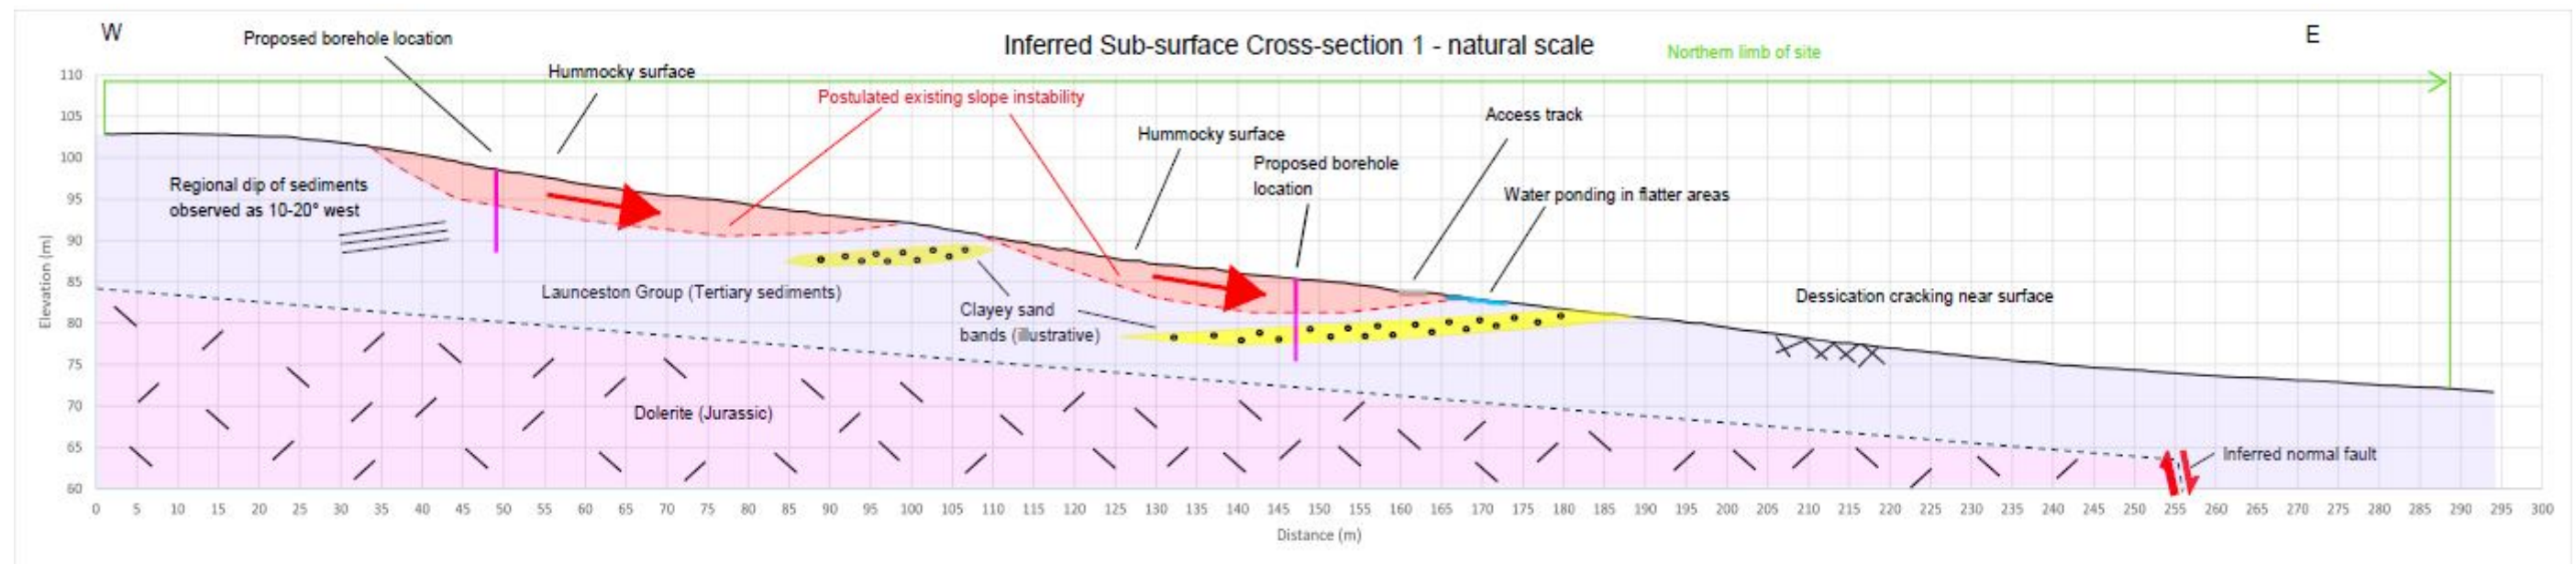 W
E
Inferred Sub-surface Cross-section 1 - natural scale
Proposed borehole location
Northern limb of site
Hummocky surface
Postulated existing slope instability
Access track
Hummocky surface
Proposed borehole
location
Regional dip of sediments
observed as 10-20° west
Water ponding in flatter areas
Launceston Group (Tertiary sediments)
Clayey sand
bands (illustrative)
Dessication cracking near surface
Dolerite (Jurassic)
Inferred normal fault
Elevation (m)
110
105
100
95
90
85
80
75
70
65
60
0 5 10 15 20 25 30 35 40 45 50 55 60 65 70 75 80 85 90 95 100 105 110 115 120 125 130 135 140 145 150 155 160 165 170 175 180 185 190 195 200 205 210 215 220 225 230 235 240 245 250 255 260 265 270 275 280 285 290 295 300
Distance (m)